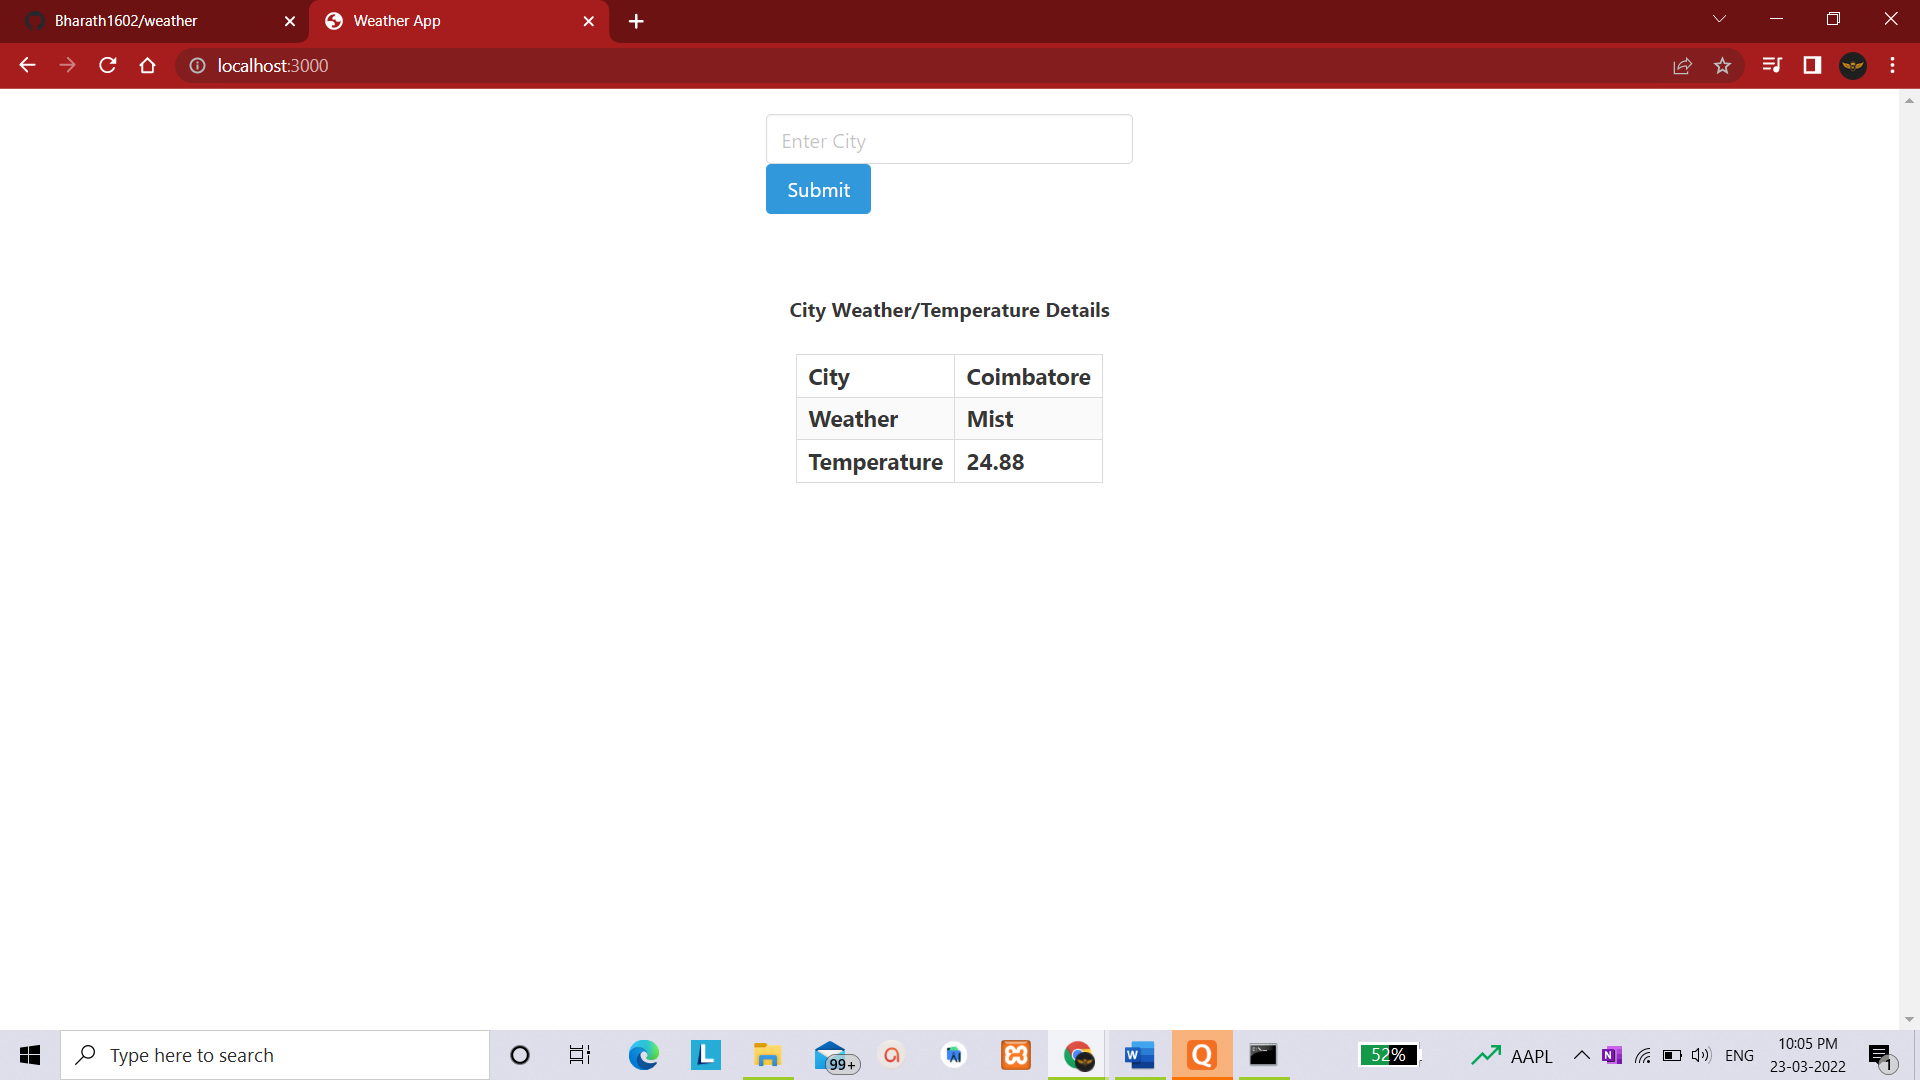 Bharath1602/weather
Weather App
localhost:3000
Enter City
Submit
City Weather/Temperature Details
City Coimbatore
Weather Mist
Temperature 24.88
Type here to search
99+
52%
AAPL
ENG
10:05 PM
23-03-2022
1